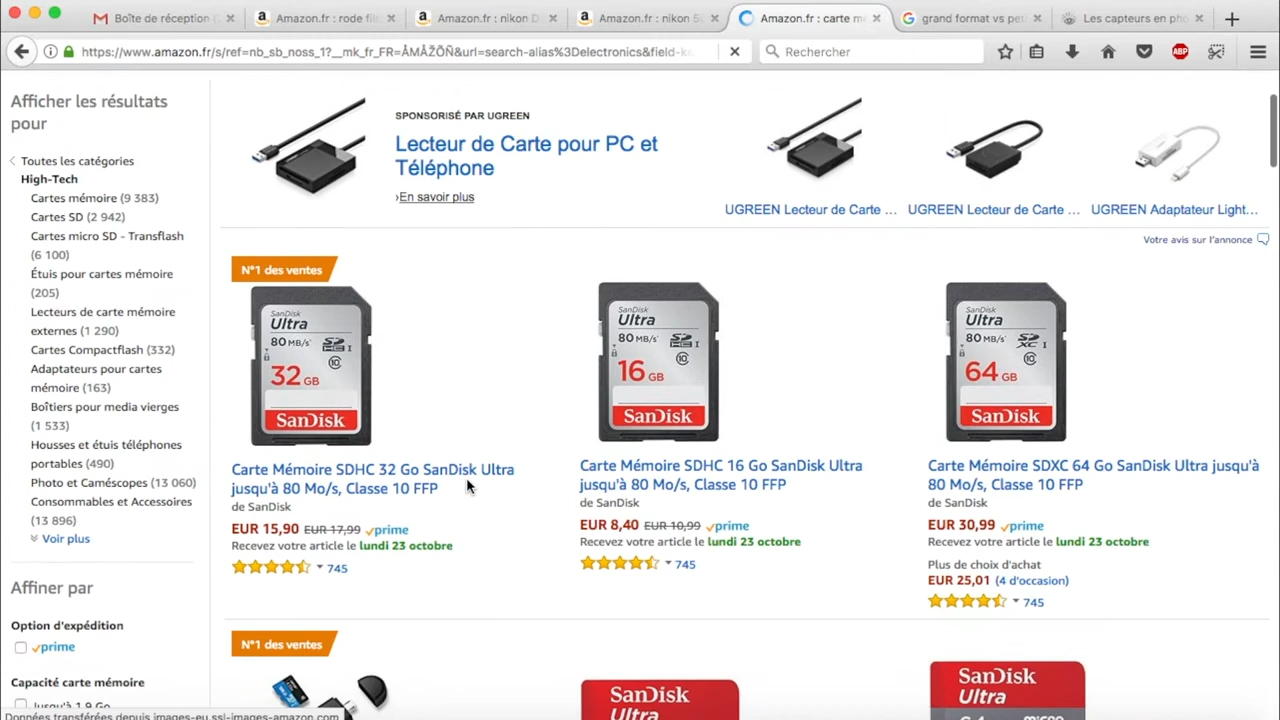 Boîte de réception (
Amazon.fr : rode fil
Amazon.fr : nikon D
Amazon.fr : nikon 5
Amazon.fr : carte m
grand format vs pet
Les capteurs en pho
https://www.amazon.fr/s/ref=nb_sb_noss_1?__mk_fr_FR=ÅMÅŽÕÑ&url=search-alias%3Delectronics&field-ke
Rechercher
ABP
Afficher les résultats
pour
Toutes les catégories
High-Tech
Cartes mémoire (9 383)
Cartes SD (2 942)
Cartes micro SD - Transflash
(6 100)
Étuis pour cartes mémoire
(205)
Lecteurs de carte mémoire
externes (1 290)
Cartes Compactflash (332)
Adaptateurs pour cartes
mémoire (163)
Boîtiers pour media vierges
(1 533)
Housses et étuis téléphones
portables (490)
Photo et Caméscopes (13 060)
Consommables et Accessoires
(13 896)
Voir plus
Affiner par
Option d'expédition
prime
Capacité carte mémoire
Jusqu'à 1.9 Go
SPONSORISÉ PAR UGREEN
Lecteur de Carte pour PC et
Téléphone
›En savoir plus
UGREEN Lecteur de Carte ...
UGREEN Lecteur de Carte ...
UGREEN Adaptateur Light...
Votre avis sur l'annonce
N°1 des ventes
SanDisk
Ultra
80 MB/s
SD HC I
10
32 GB
SanDisk
Carte Mémoire SDHC 32 Go SanDisk Ultra
jusqu'à 80 Mo/s, Classe 10 FFP
de SanDisk
EUR 15,90 EUR 17,99 prime
Recevez votre article le lundi 23 octobre
745
SanDisk
Ultra
80 MB/s
SD HC I
10
16 GB
SanDisk
Carte Mémoire SDHC 16 Go SanDisk Ultra
jusqu'à 80 Mo/s, Classe 10 FFP
de SanDisk
EUR 8,40 EUR 10,99 prime
Recevez votre article le lundi 23 octobre
745
SanDisk
Ultra
80 MB/s
SD XC I
10
64 GB
SanDisk
Carte Mémoire SDXC 64 Go SanDisk Ultra jusqu'à
80 Mo/s, Classe 10 FFP
de SanDisk
EUR 30,99 prime
Recevez votre article le lundi 23 octobre
Plus de choix d'achat
EUR 25,01 (4 d'occasion)
745
N°1 des ventes
SanDisk
Ultra
SanDisk
Ultra
Données transférées depuis images-eu.ssl-images-amazon.com